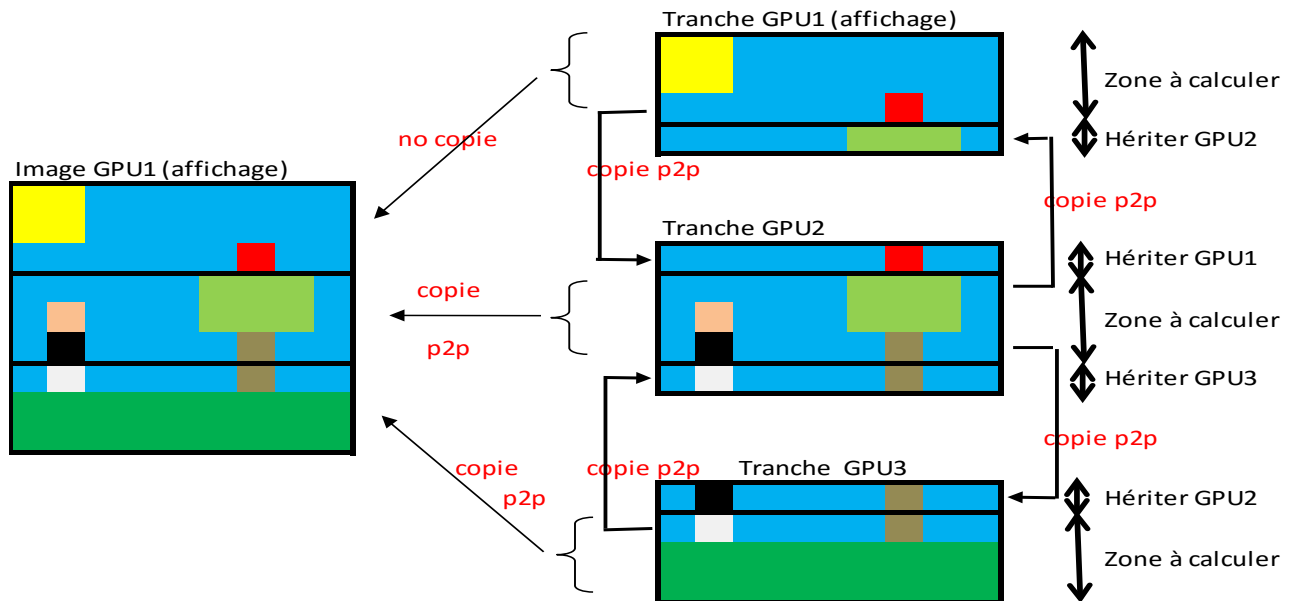 Tranche GPU1 (affichage)
Zone à calculer
no copie
Hériter GPU2
Image GPU1 (affichage)
copie p2p
copie p2p
Tranche GPU2
Hériter GPU1
copie
Zone à calculer
p2p
Hériter GPU3
copie p2p
copie
p2p
copie p2p
Tranche GPU3
Hériter GPU2
Zone à calculer